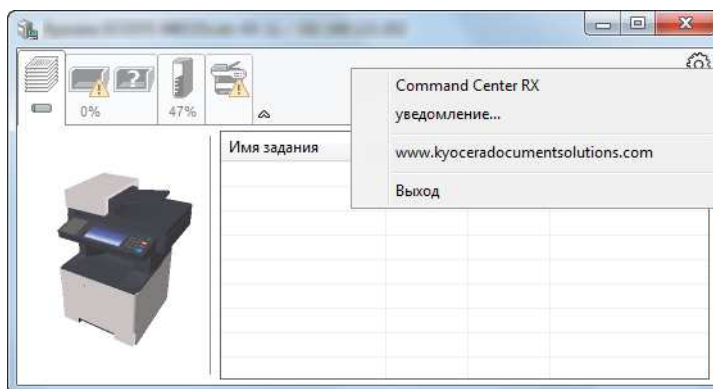 0%
47%
Имя задания
Command Center RX
уведомление...
www.kyoceradocumentsolutions.com
Выход